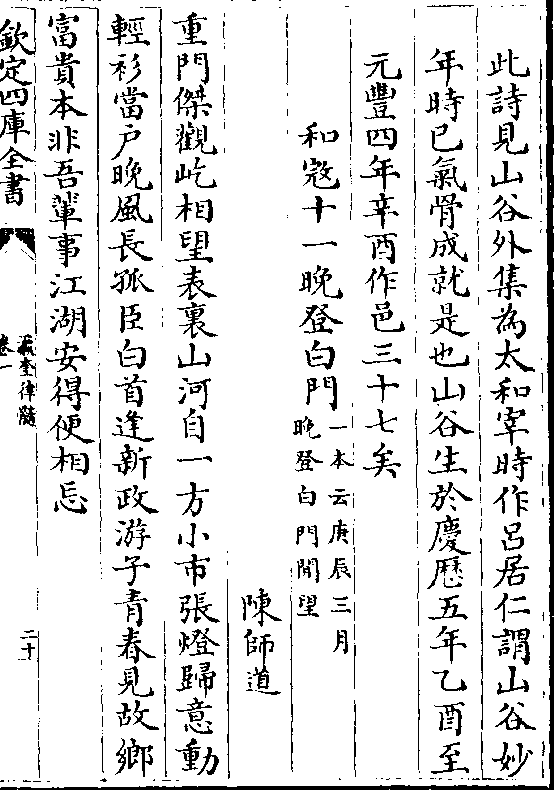 此詩見山谷外集為太和宰時作呂居仁謂山谷妙
年時已氣骨成就是也山谷生於慶歷五年乙酉至
元豐四年辛酉作邑三十七矣
和寇十一晩登白門
一本云庚辰三月
晩登白門閒望
陳師道
重門傑觀屹相望表裏山河自一方小市張燈歸意動
輕衫當户晩風長孤臣白首逢新政游子青春見故鄉
富貴本非吾輩事江湖安得便相忘
欽定四庫全書
瀛奎律髓
卷一
二十